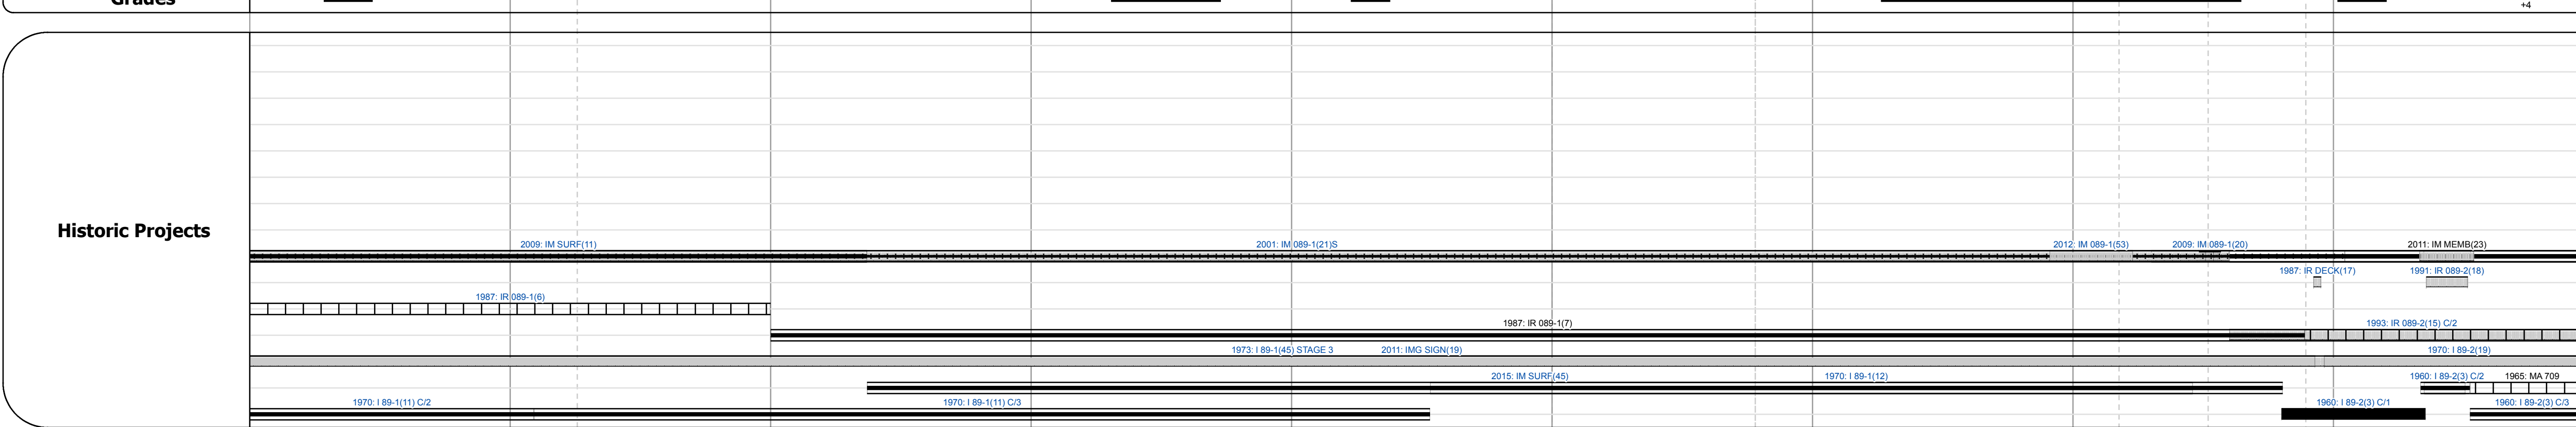 Grades
+4
Historic Projects
2009: IM SURF(11)
2001: IM 089-1(21)S
2012: IM 089-1(53)
2009: IM 089-1(20)
2011: IM MEMB(23)
1987: IR DECK(17)
1991: IR 089-2(18)
1987: IR 089-1(6)
1987: IR 089-1(7)
1993: IR 089-2(15) C/2
1973: I 89-1(45) STAGE 3
2011: IMG SIGN(19)
1970: I 89-2(19)
2015: IM SURF(45)
1970: I 89-1(12)
1960: I 89-2(3) C/2
1965: MA 709
1970: I 89-1(11) C/2
1970: I 89-1(11) C/3
1960: I 89-2(3) C/1
1960: I 89-2(3) C/3